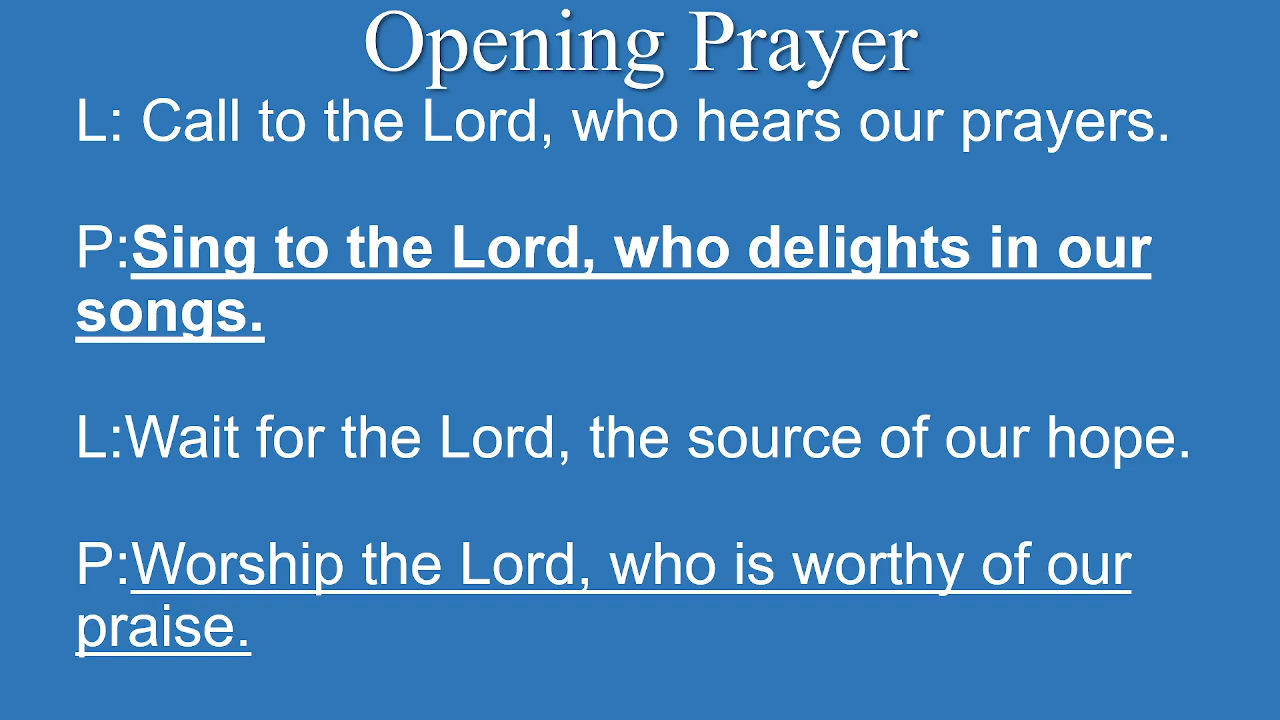 Opening Prayer
L: Call to the Lord, who hears our prayers.
P:Sing to the Lord, who delights in our
songs.
L:Wait for the Lord, the source of our hope.
P:Worship the Lord, who is worthy of our
praise.